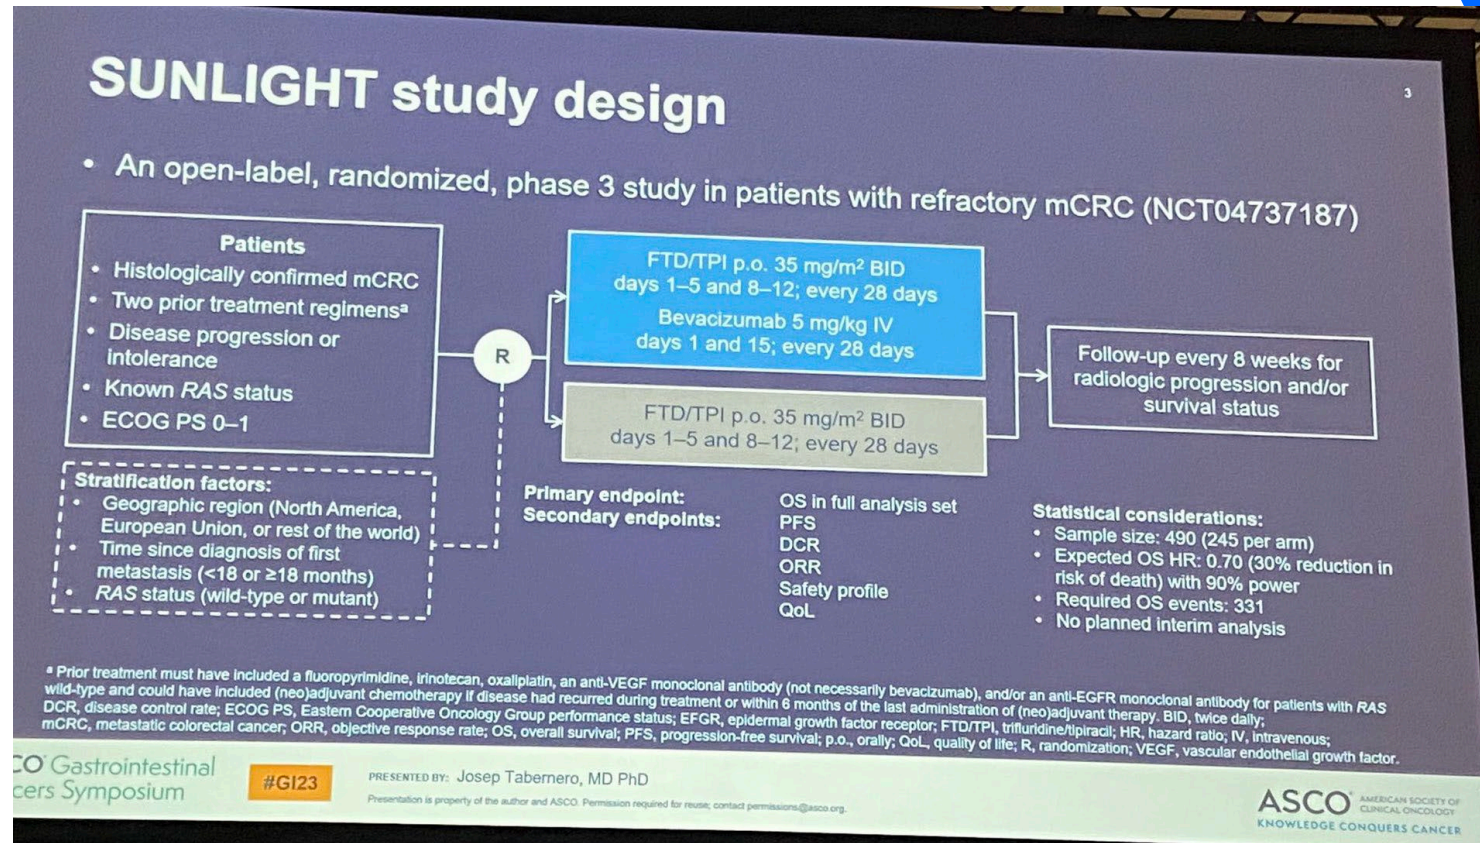 SUNLIGHT study design
3
• An open-label, randomized, phase 3 study in patients with refractory mCRC (NCT04737187)
Patients
• Histologically confirmed mCRC
• Two prior treatment regimensᵃ
• Disease progression or
intolerance
• Known RAS status
• ECOG PS 0–1
R
FTD/TPI p.o. 35 mg/m² BID
days 1–5 and 8–12; every 28 days
Bevacizumab 5 mg/kg IV
days 1 and 15; every 28 days
FTD/TPI p.o. 35 mg/m² BID
days 1–5 and 8–12; every 28 days
Follow-up every 8 weeks for
radiologic progression and/or
survival status
Stratification factors:
• Geographic region (North America,
European Union, or rest of the world)
• Time since diagnosis of first
metastasis (<18 or ≥18 months)
• RAS status (wild-type or mutant)
Primary endpoint: OS in full analysis set
Secondary endpoints: PFS
DCR
ORR
Safety profile
QoL
Statistical considerations:
• Sample size: 490 (245 per arm)
• Expected OS HR: 0.70 (30% reduction in
risk of death) with 90% power
• Required OS events: 331
• No planned interim analysis
ᵃ Prior treatment must have included a fluoropyrimidine, irinotecan, oxaliplatin, an anti-VEGF monoclonal antibody (not necessarily bevacizumab), and/or an anti-EGFR monoclonal antibody for patients with RAS
wild-type and could have included (neo)adjuvant chemotherapy if disease had recurred during treatment or within 6 months of the last administration of (neo)adjuvant therapy. BID, twice daily;
DCR, disease control rate; ECOG PS, Eastern Cooperative Oncology Group performance status; EFGR, epidermal growth factor receptor; FTD/TPI, trifluridine/tipiracil; HR, hazard ratio; IV, intravenous;
mCRC, metastatic colorectal cancer; ORR, objective response rate; OS, overall survival; PFS, progression-free survival; p.o., orally; QoL, quality of life; R, randomization; VEGF, vascular endothelial growth factor.
CO Gastrointestinal
cers Symposium
#GI23
PRESENTED BY: Josep Tabernero, MD PhD
Presentation is property of the author and ASCO. Permission required for reuse; contact permissions@asco.org.
ASCO AMERICAN SOCIETY OF
CLINICAL ONCOLOGY
KNOWLEDGE CONQUERS CANCER